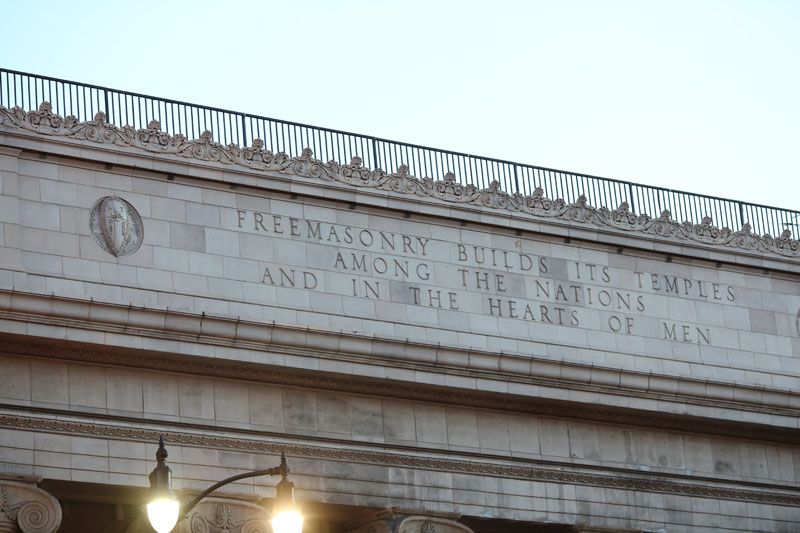 FREEMASONRY BUILDS ITS TEMPLES
AMONG THE NATIONS
AND IN THE HEARTS OF MEN